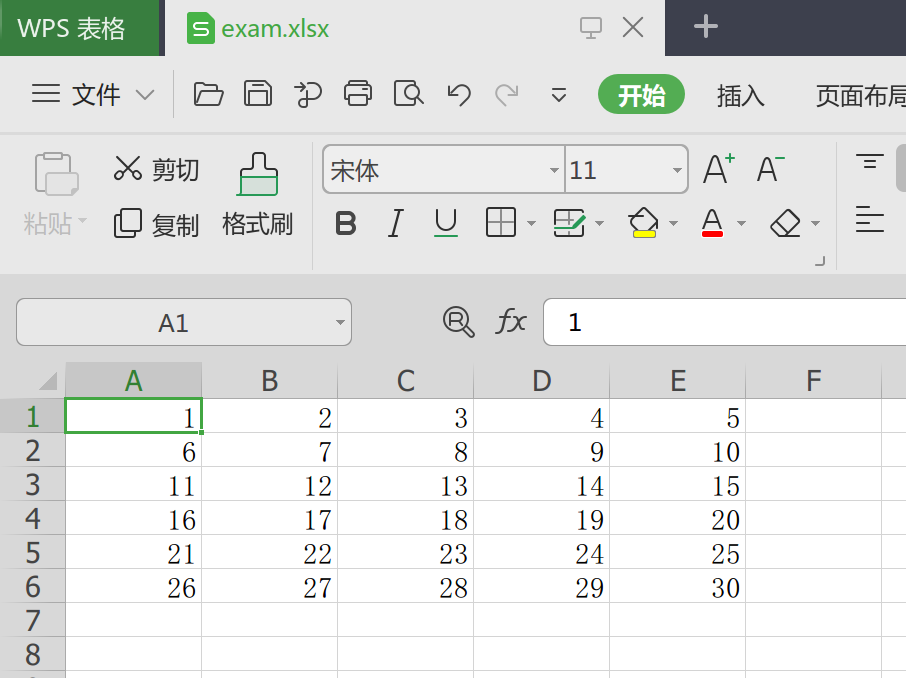 WPS 表格 S exam.xlsx
文件 开始 插入 页面布局
剪切 宋体 11 A+ A-
粘贴 复制 格式刷 B I U A
A1 fx 1
A B C D E F
1 1 2 3 4 5
2 6 7 8 9 10
3 11 12 13 14 15
4 16 17 18 19 20
5 21 22 23 24 25
6 26 27 28 29 30
7
8